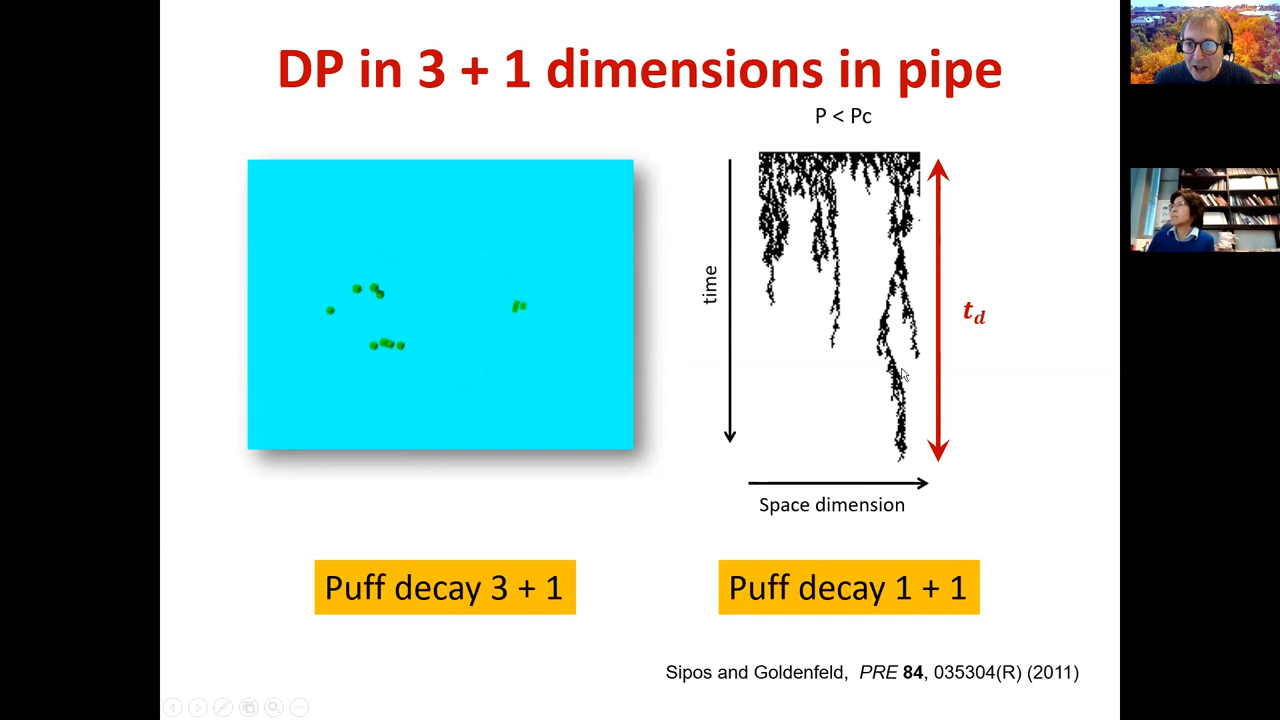 DP in 3 + 1 dimensions in pipe
P < Pc
time
t_d
Space dimension
Puff decay 3 + 1
Puff decay 1 + 1
Sipos and Goldenfeld, PRE 84, 035304(R) (2011)